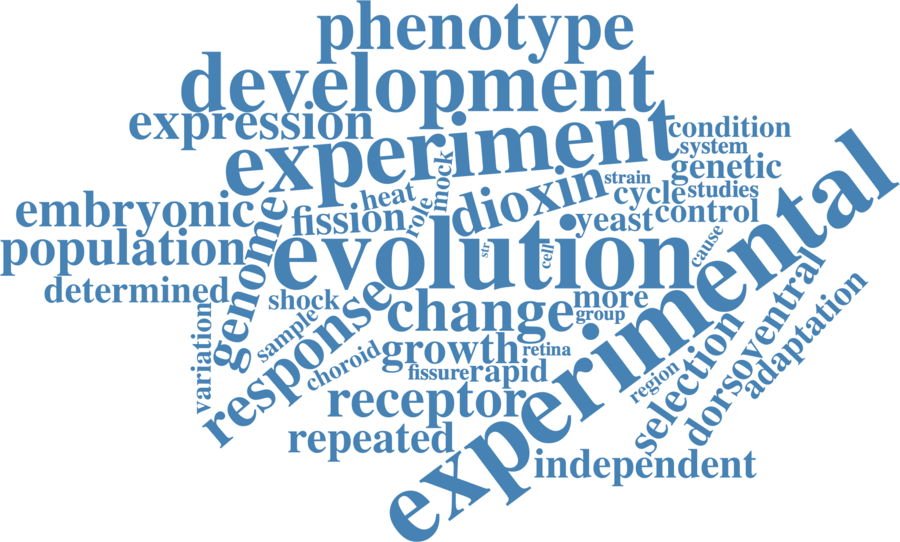 phenotype
development
expression
experiment
condition
system
genetic
mock
strain
heat
dioxin
cycle
studies
embryonic
fission
role
yeast
control
population
genome
evolution
str
cell
cause
experimental
determined
shock
response
change
more
group
dorsoventral
adaptation
variation
sample
choroid
growth
retina
selection
fissure
rapid
region
receptor
repeated
independent